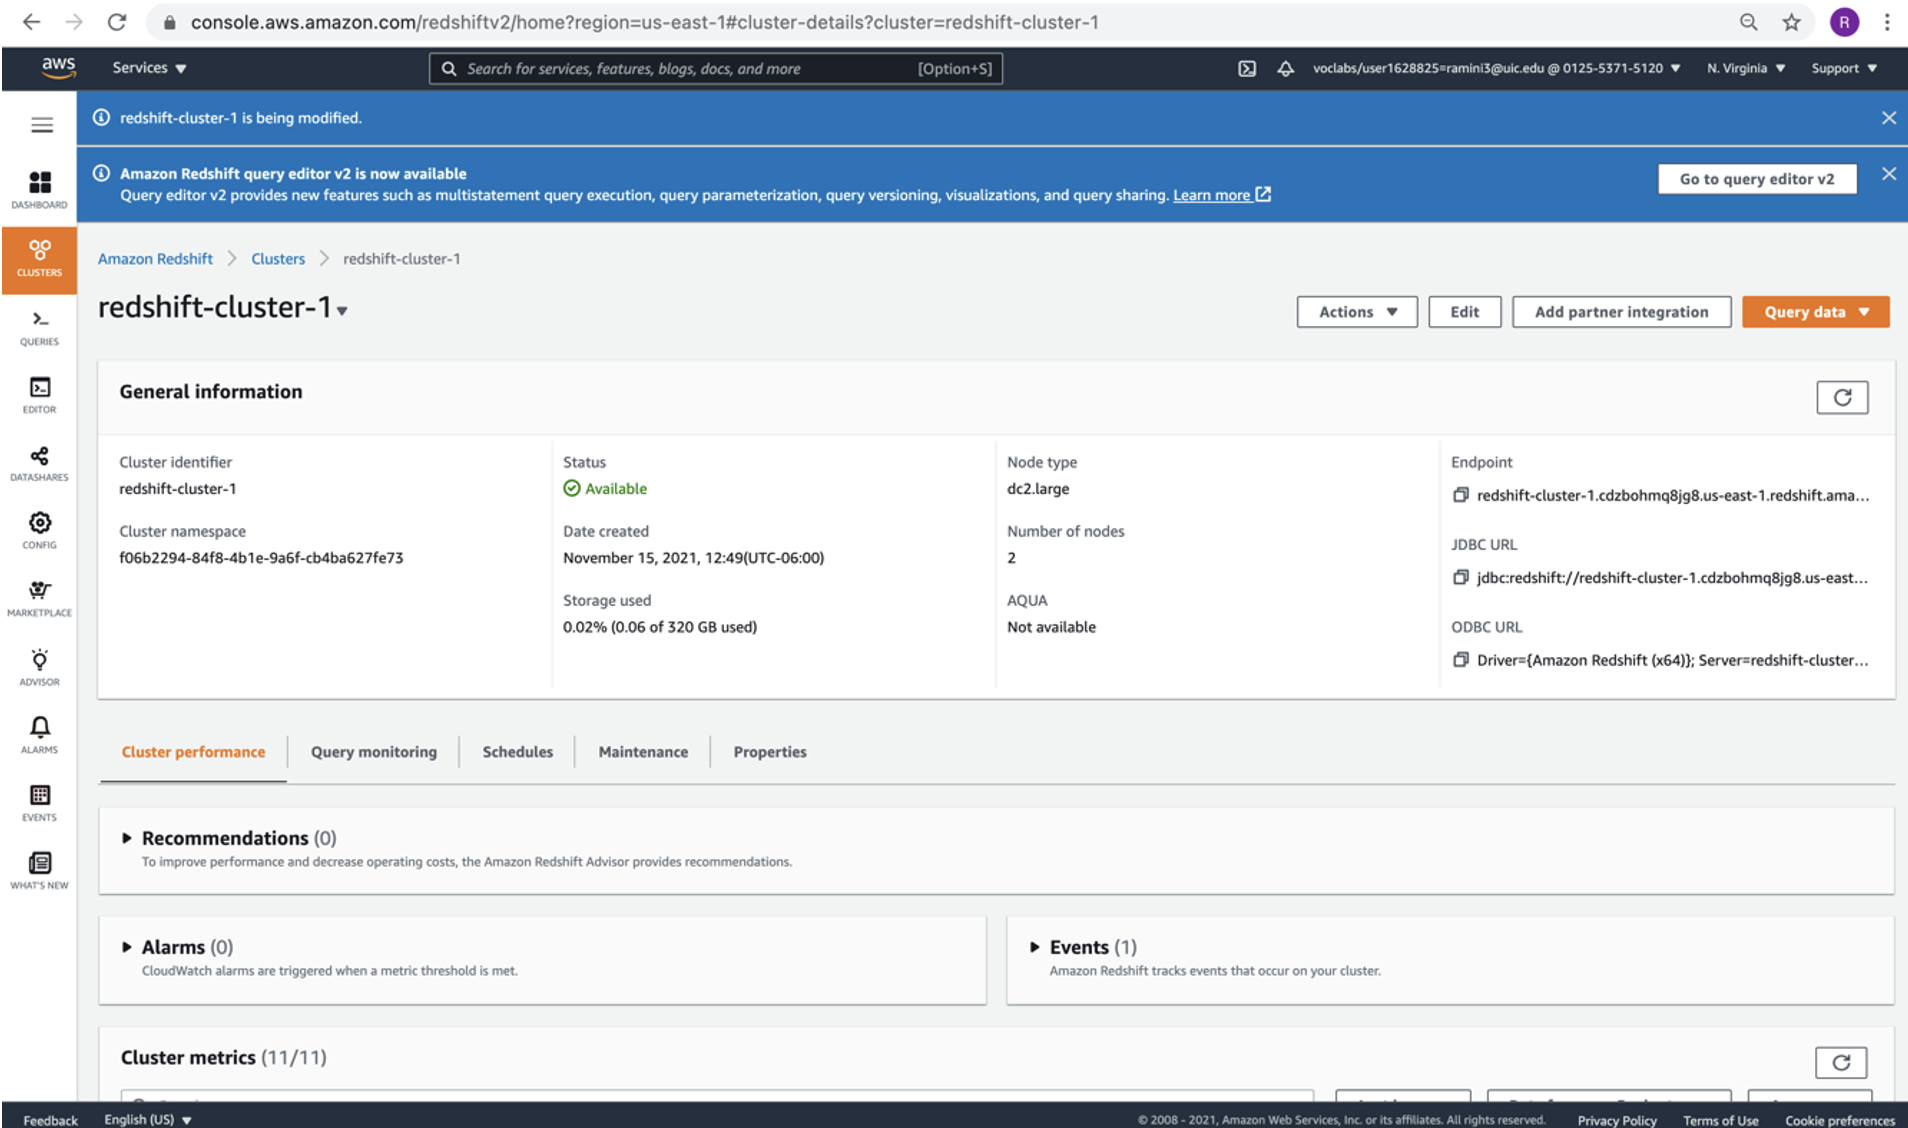 console.aws.amazon.com/redshiftv2/home?region=us-east-1#cluster-details?cluster=redshift-cluster-1
R
aws
Services
Search for services, features, blogs, docs, and more
[Option+S]
voclabs/user1628825=ramini3@uic.edu @ 0125-5371-5120
N. Virginia
Support
redshift-cluster-1 is being modified.
Amazon Redshift query editor v2 is now available
Query editor v2 provides new features such as multistatement query execution, query parameterization, query versioning, visualizations, and query sharing. Learn more
Go to query editor v2
DASHBOARD
CLUSTERS
QUERIES
EDITOR
DATASHARES
CONFIG
MARKETPLACE
ADVISOR
ALARMS
EVENTS
WHAT'S NEW
Amazon Redshift
Clusters
redshift-cluster-1
redshift-cluster-1
Actions
Edit
Add partner integration
Query data
General information
Cluster identifier
redshift-cluster-1
Cluster namespace
f06b2294-84f8-4b1e-9a6f-cb4ba627fe73
Status
Available
Date created
November 15, 2021, 12:49(UTC-06:00)
Storage used
0.02% (0.06 of 320 GB used)
Node type
dc2.large
Number of nodes
2
AQUA
Not available
Endpoint
redshift-cluster-1.cdzbohmq8jg8.us-east-1.redshift.ama...
JDBC URL
jdbc:redshift://redshift-cluster-1.cdzbohmq8jg8.us-east...
ODBC URL
Driver={Amazon Redshift (x64)}; Server=redshift-cluster...
Cluster performance
Query monitoring
Schedules
Maintenance
Properties
Recommendations (0)
To improve performance and decrease operating costs, the Amazon Redshift Advisor provides recommendations.
Alarms (0)
CloudWatch alarms are triggered when a metric threshold is met.
Events (1)
Amazon Redshift tracks events that occur on your cluster.
Cluster metrics (11/11)
Feedback
English (US)
© 2008 - 2021, Amazon Web Services, Inc. or its affiliates. All rights reserved.
Privacy Policy
Terms of Use
Cookie preferences